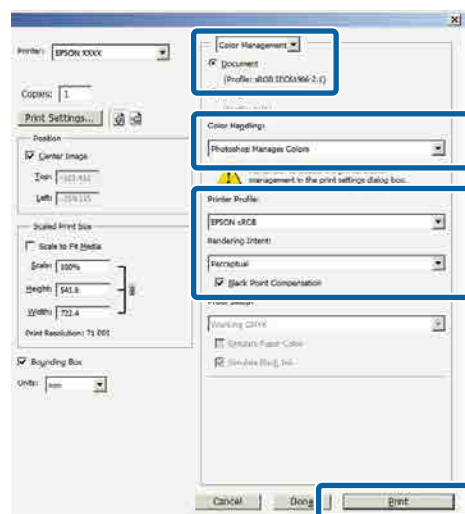 Printer: EPSON XXXX
Copies: 1
Print Settings...
Position
Center Image
Top:
Left:
Scaled Print Size
Scale to Fit Media
Scale: 100%
Height: 541.8
Width: 722.4
Print Resolution: 71 PPI
Bounding Box
Units: mm
Color Management
Document
(Profile: sRGB IEC61966-2.1)
Color Handling:
Photoshop Manages Colors
management in the print settings dialog box.
Printer Profile:
EPSON sRGB
Rendering Intent:
Perceptual
Black Point Compensation
Working CMYK
Simulate Paper Color
Simulate Black Ink
Cancel
Done
Print